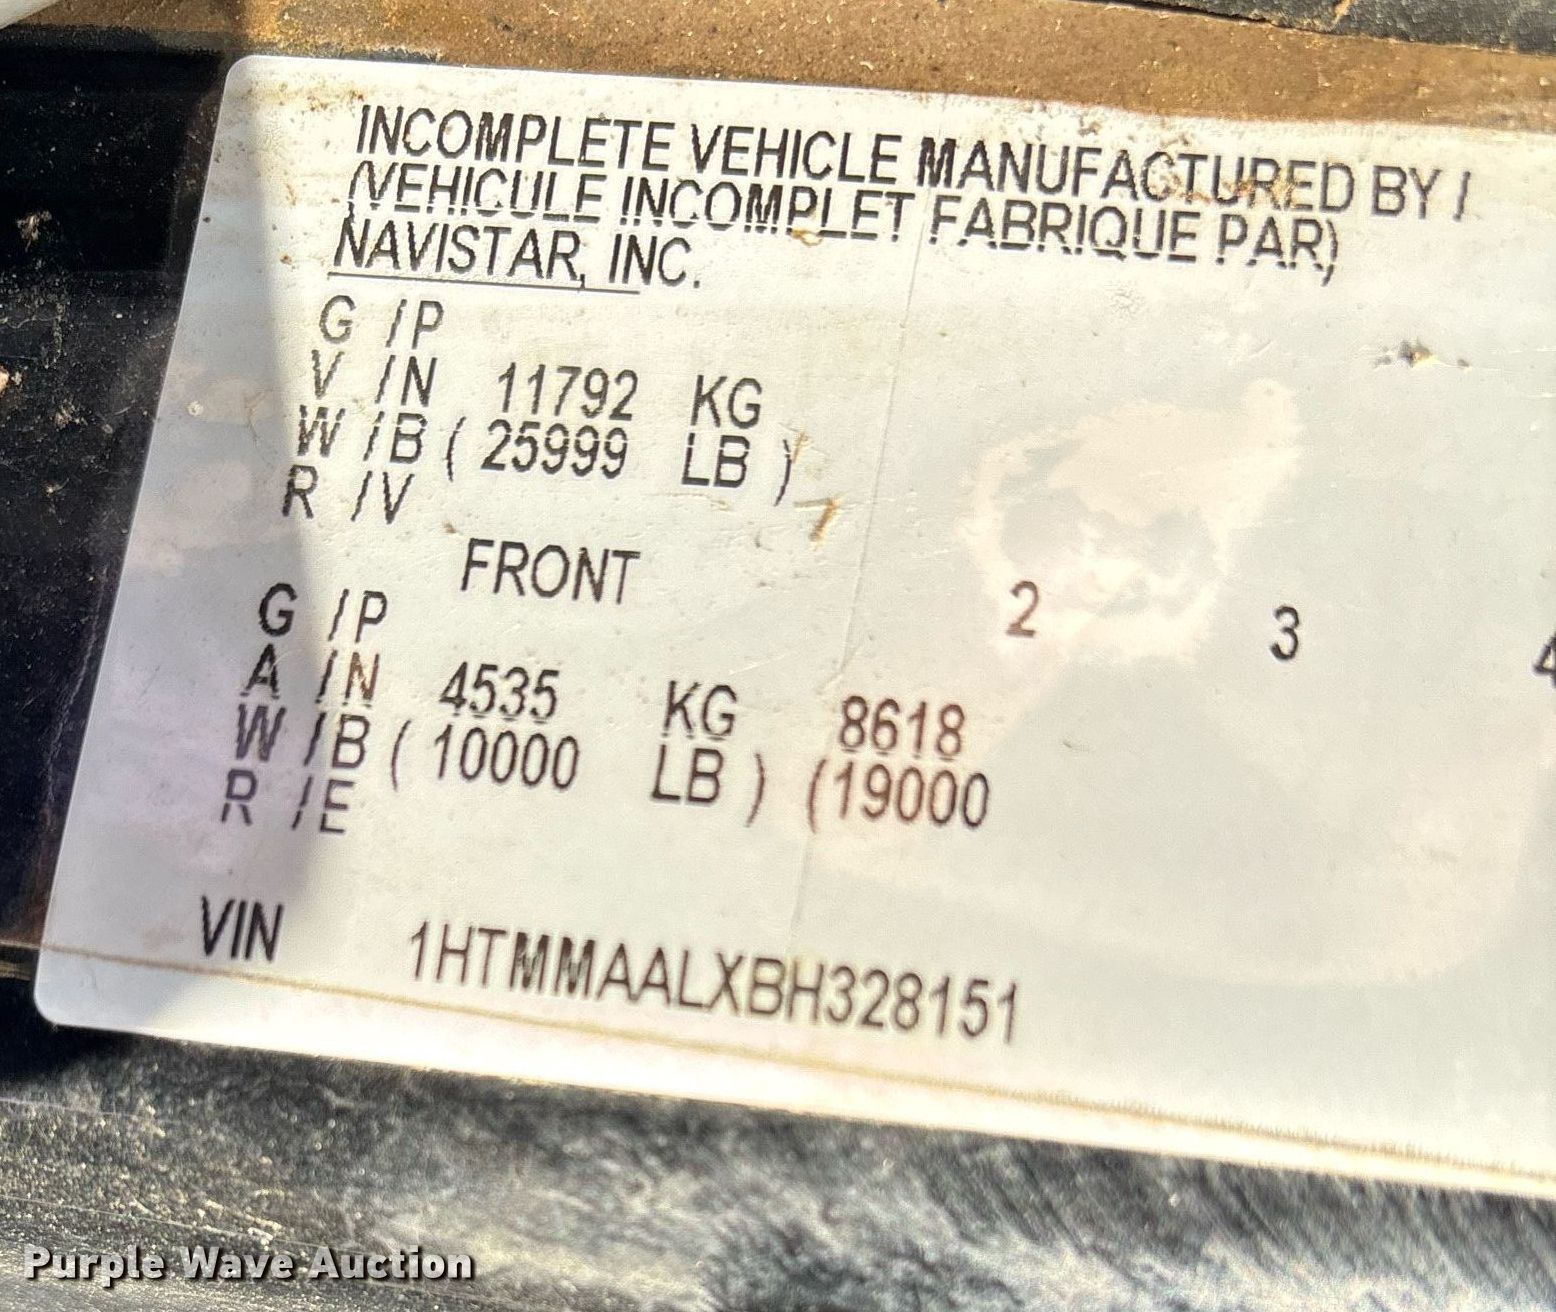 INCOMPLETE VEHICLE MANUFACTURED BY /
(VEHICULE INCOMPLET FABRIQUE PAR)
NAVISTAR, INC.
G /P
V /N 11792 KG
W /B ( 25999 LB )
R /V
FRONT 2 3 4
G /P
A /N 4535 KG 8618
W /B ( 10000 LB ) (19000
R /E
VIN 1HTMMAALXBH328151
Purple Wave Auction